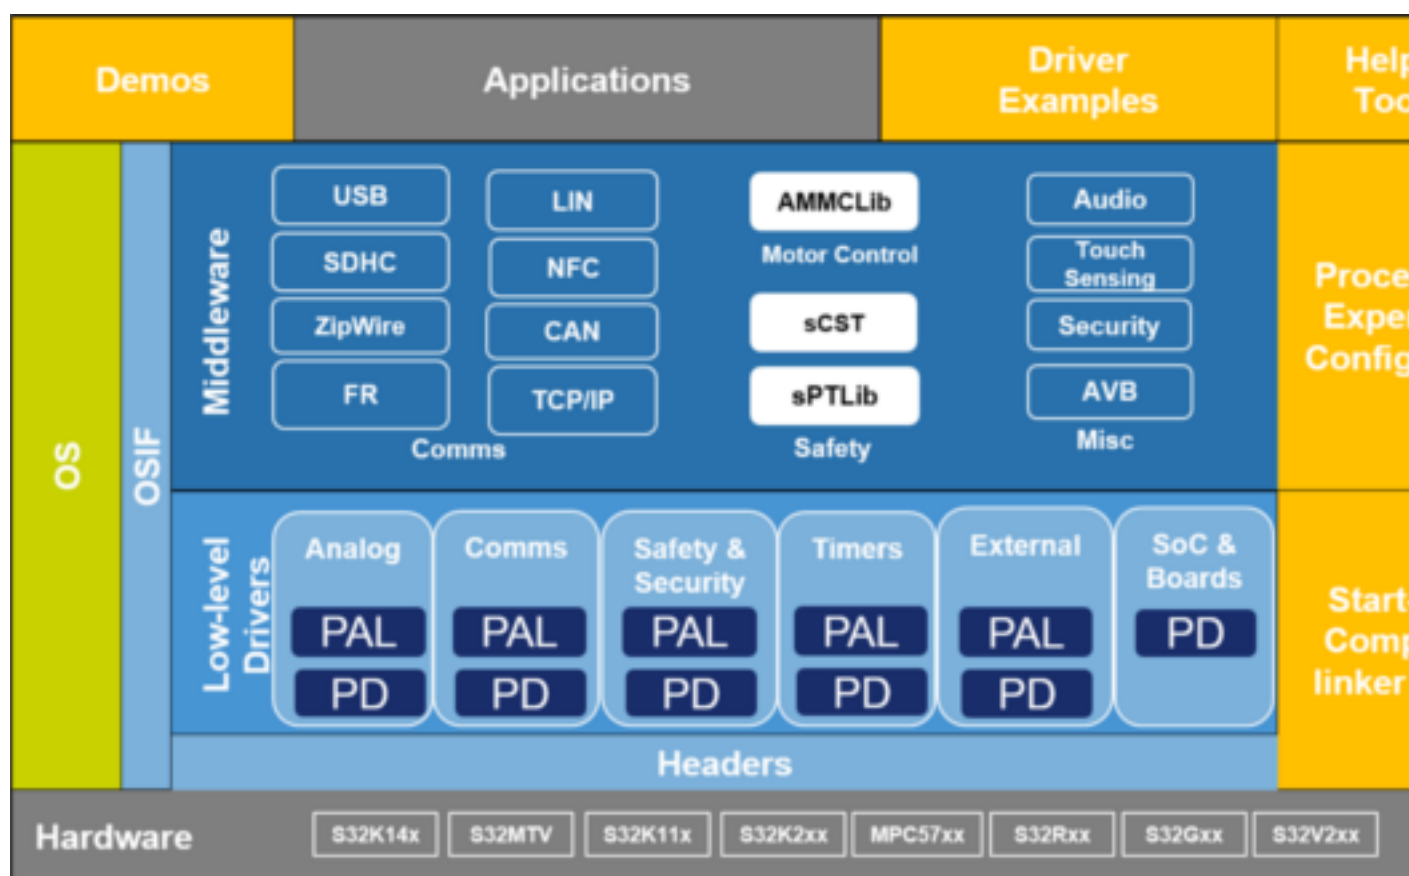 Demos
Applications
Driver
Examples
Help
OS
OSIF
Middleware
USB
SDHC
ZipWire
FR
LIN
NFC
CAN
TCP/IP
Comms
AMMCLib
Motor Control
sCST
sPTLib
Safety
Audio
Touch
Sensing
Security
AVB
Misc
Low-level
Drivers
Analog
PAL
PD
Comms
PAL
PD
Safety &
Security
PAL
PD
Timers
PAL
PD
External
PAL
PD
SoC &
Boards
PD
linker
Headers
Hardware
S32K14x
S32MTV
S32K11x
S32K2xx
MPC57xx
S32Rxx
S32Gxx
S32V2xx